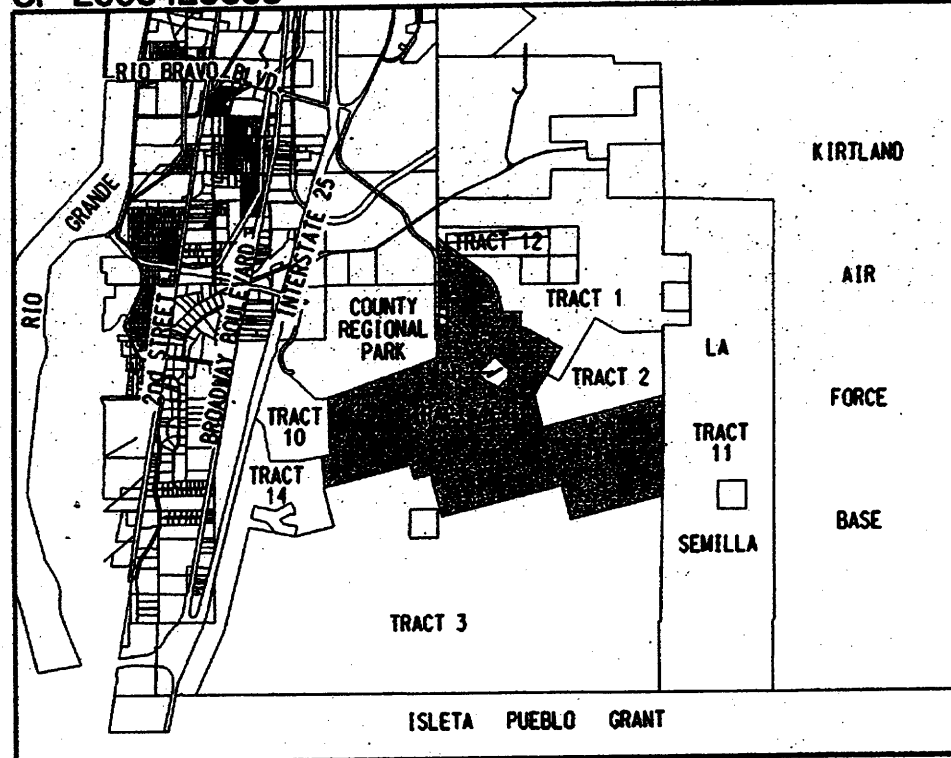 RIO BRAVO BLVD
KIRTLAND
GRANDE
TRACT 12
INTERSTATE 25
BROADWAY BOULEVARD
2nd STREET
RIO
AIR
TRACT 1
COUNTY
REGIONAL
PARK
LA
TRACT 2
FORCE
TRACT
10
TRACT
11
TRACT
14
BASE
SEMILLA
TRACT 3
ISLETA PUEBLO GRANT